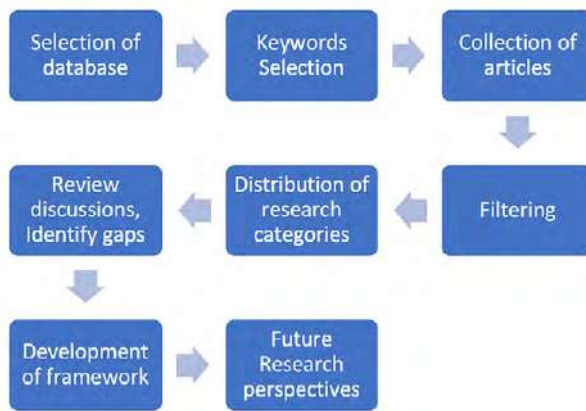 Selection of
database
Keywords
Selection
Collection of
articles
Filtering
Distribution of
research
categories
Review
discussions,
Identify gaps
Development
of framework
Future
Research
perspectives